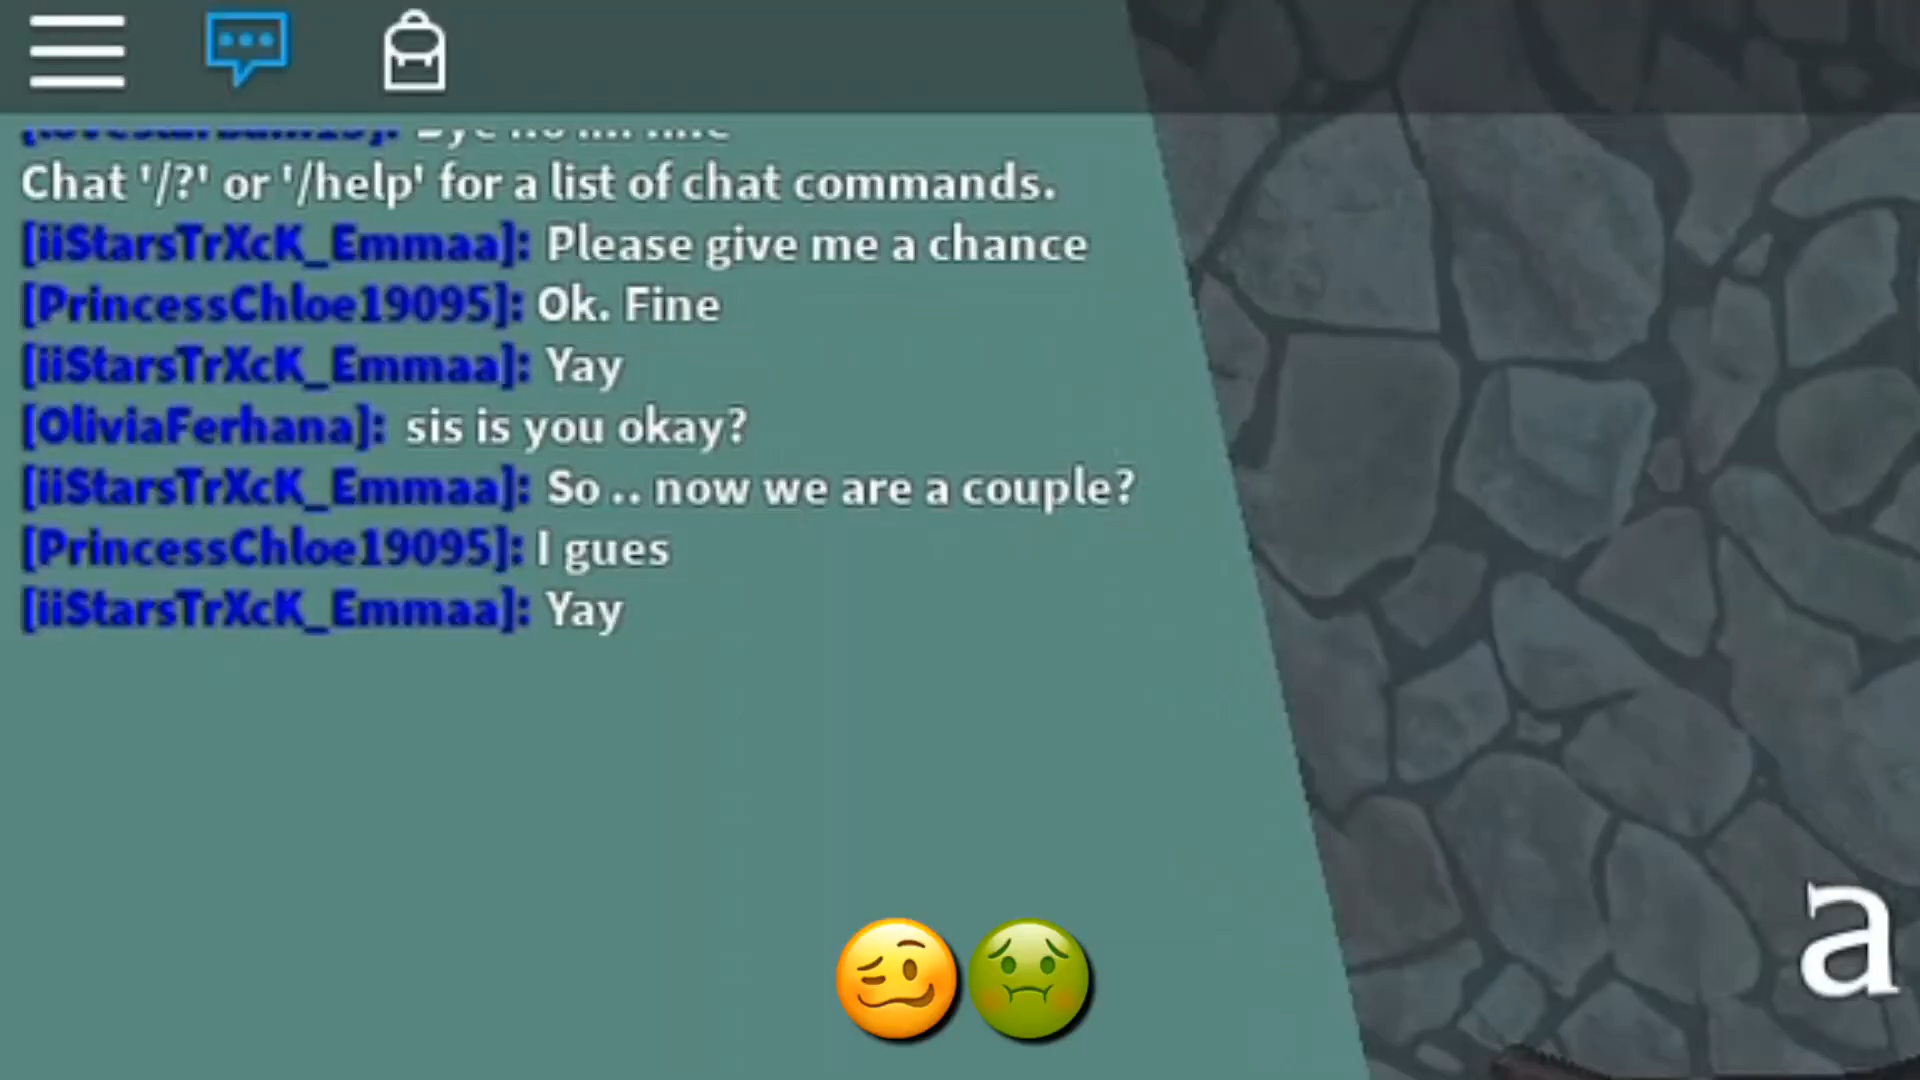 Chat '/?' or '/help' for a list of chat commands.
[iiStarsTrXcK_Emmaa]: Please give me a chance
[PrincessChloe19095]: Ok. Fine
[iiStarsTrXcK_Emmaa]: Yay
[OliviaFerhana]: sis is you okay?
[iiStarsTrXcK_Emmaa]: So .. now we are a couple?
[PrincessChloe19095]: I gues
[iiStarsTrXcK_Emmaa]: Yay
a